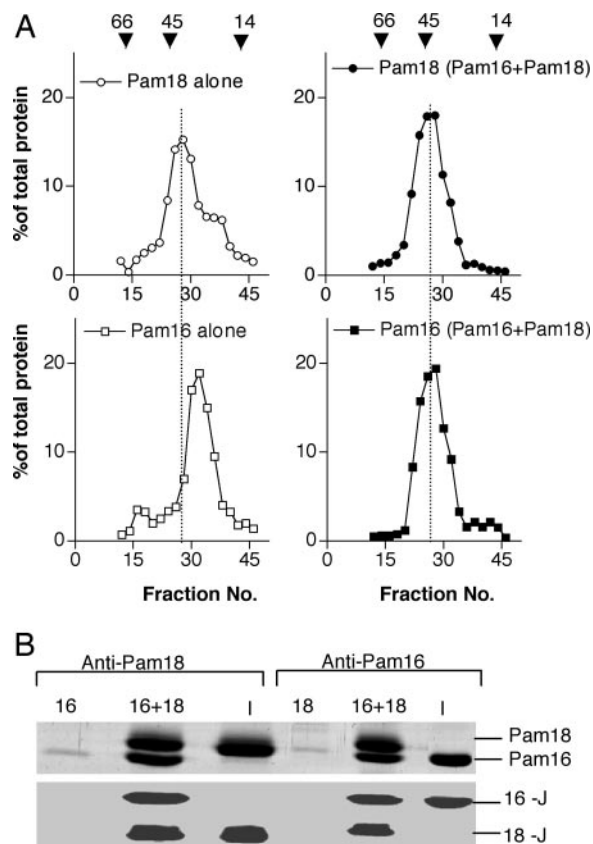 A
66 45 14 66 45 14
Pam18 alone
Pam18 (Pam16+Pam18)
%of total protein
20
10
0
0 15 30 45
20
10
0
0 15 30 45
Pam16 alone
Pam16 (Pam16+Pam18)
%of total protein
20
10
0
0 15 30 45
20
10
0
0 15 30 45
Fraction No. Fraction No.
B
Anti-Pam18 Anti-Pam16
16 16+18 I 18 16+18 I
Pam18
Pam16
16 -J
18 -J